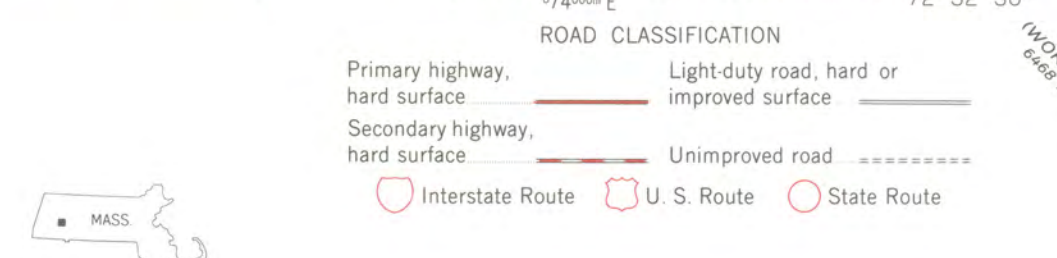 ROAD CLASSIFICATION
Primary highway,
hard surface
Light-duty road, hard or
improved surface
Secondary highway,
hard surface
Unimproved road
Interstate Route
U. S. Route
State Route
MASS.